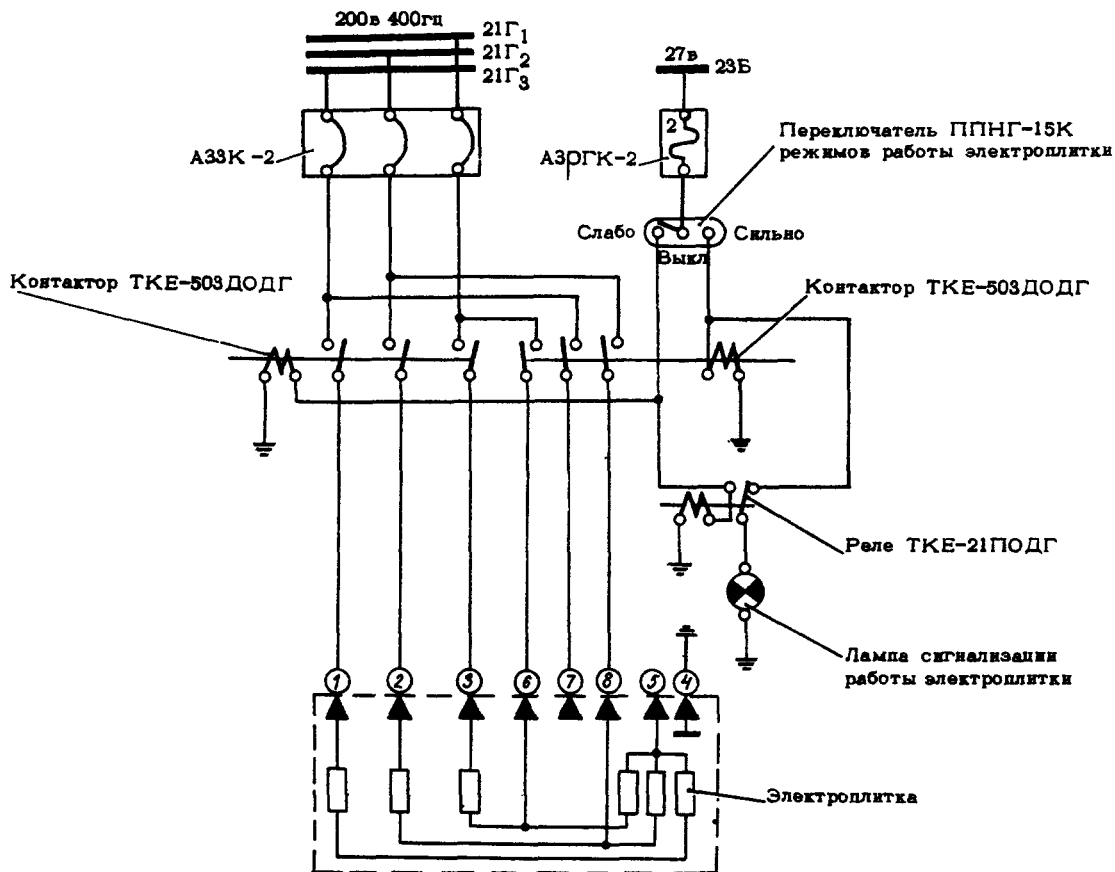 200в 400гц
21Г1
21Г2
21Г3
27в
23Б
2
АЗЗК-2
АЗРГК-2
Переключатель ППНГ-15К
режимов работы электроплитки
Слабо
Сильно
Выкл
Контактор ТКЕ-503ДОДГ
Контактор ТКЕ-503ДОДГ
Реле ТКЕ-21ПОДГ
Лампа сигнализации
работы электроплитки
1 2 3 6 7 8 5 4
Электроплитка